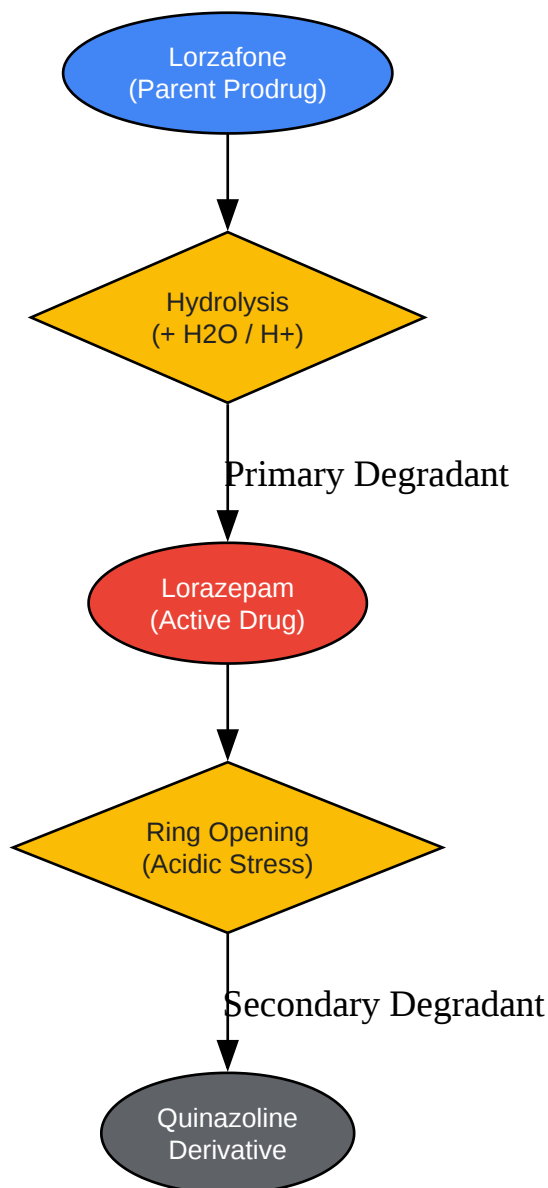 Lorzafone
(Parent Prodrug)
Hydrolysis
(+ H2O / H+)
Primary Degradant
Lorazepam
(Active Drug)
Ring Opening
(Acidic Stress)
Secondary Degradant
Quinazoline
Derivative